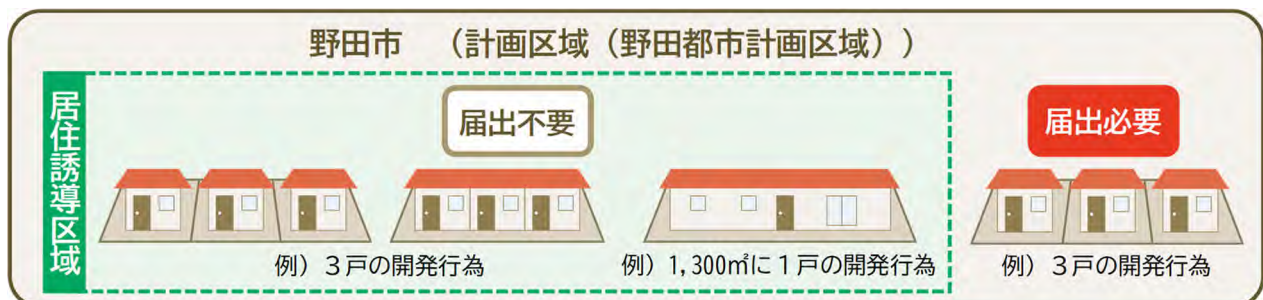 野田市　（計画区域（野田都市計画区域））
居住誘導区域
届出不要
届出必要
例）３戸の開発行為
例）1,300㎡に１戸の開発行為
例）３戸の開発行為